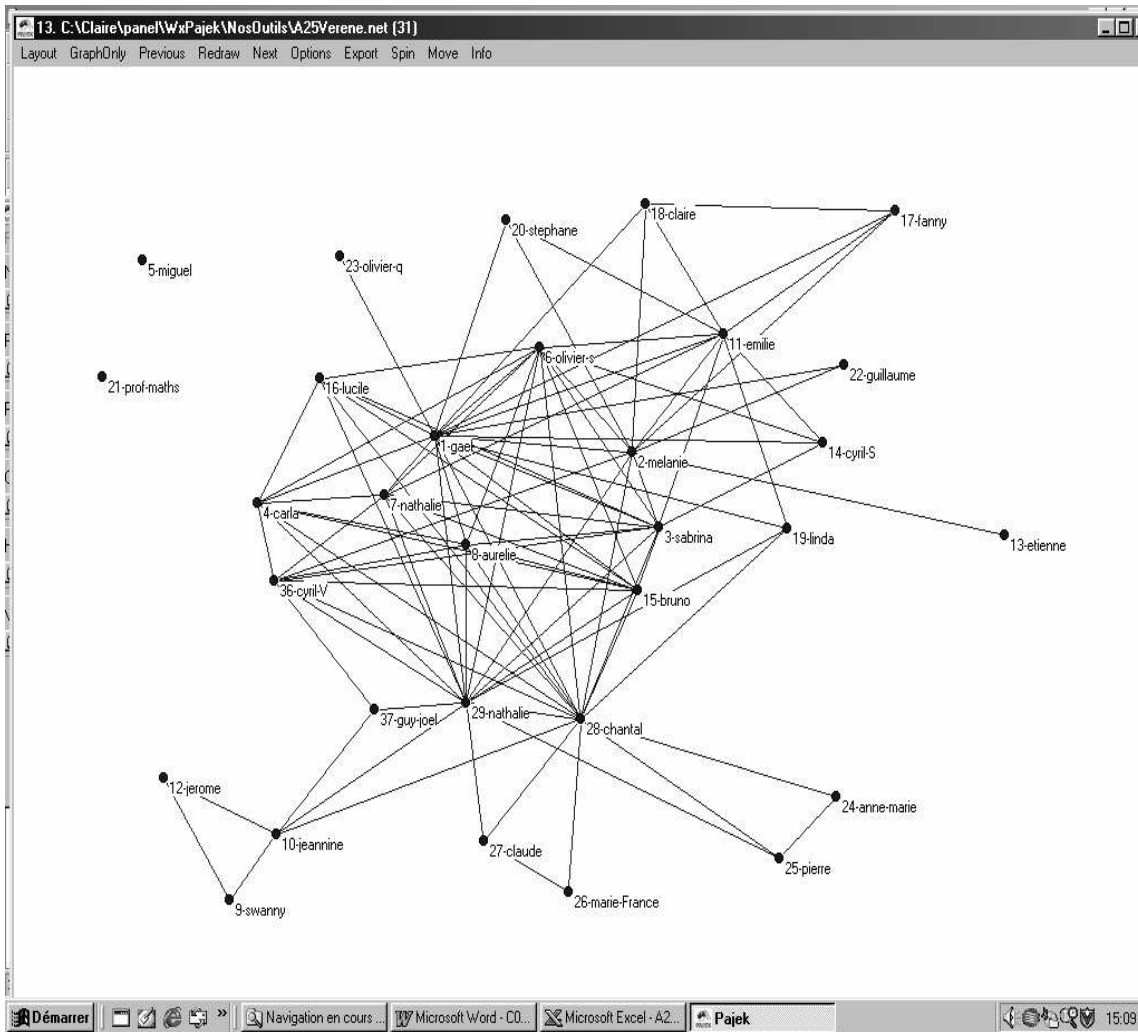 13. C:\Claire\panel\WxPajek\NosOutils\A25Verene.net (31)
Layout GraphOnly Previous Redraw Next Options Export Spin Move Info
18-claire
17-fanny
20-stephane
5-miguel
23-olivier-q
11-emilie
6-olivier-s
22-guillaume
21-prof-maths
16-lucile
1-gael
14-cyril-S
2-melanie
7-nathalie
4-carla
3-sabrina
19-linda
13-etienne
8-aurelie
36-cyril-V
15-bruno
29-nathalie
37-guy-joel
28-chantal
12-jerome
24-anne-marie
10-jeannine
27-claude
25-pierre
26-marie-France
9-swanny
Démarrer » Navigation en cours ... Microsoft Word - C0... Microsoft Excel - A2... Pajek 15:09